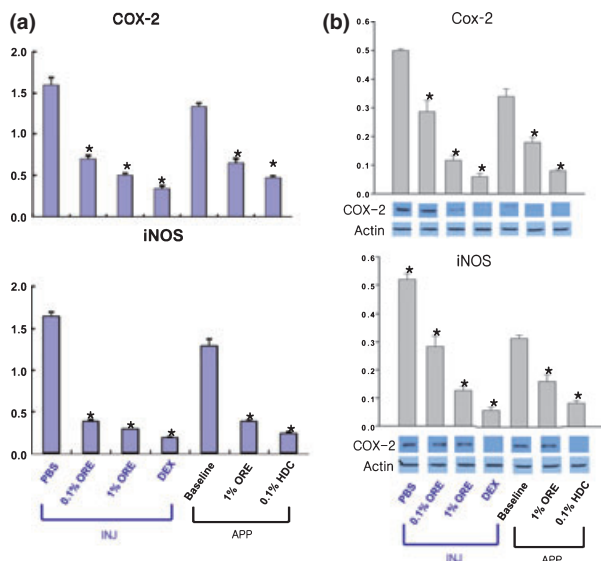 (a)
COX-2
2.0
1.5
1.0
0.5
0.0
* * * * *
iNOS
2.0
1.5
1.0
0.5
0.0
* * * * *
PBS
0.1% ORE
1% ORE
DEX
Baseline
1% ORE
0.1% HDC
INJ
APP
(b)
Cox-2
0.6
0.5
0.4
0.3
0.2
0.1
0.0
* * * * *
COX-2
Actin
iNOS
0.6
0.5
0.4
0.3
0.2
0.1
0.0
* * * * * *
COX-2
Actin
PBS
0.1% ORE
1% ORE
DEX
Baseline
1% ORE
0.1% HDC
INJ
APP